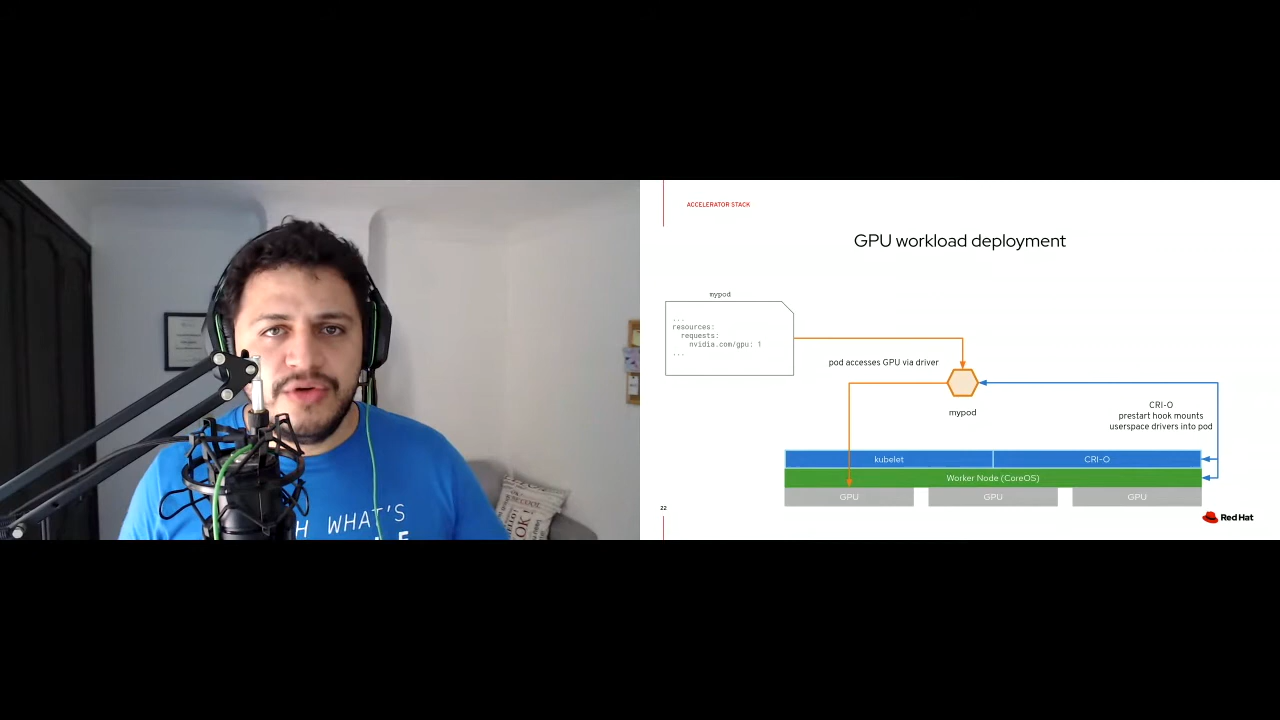 H WHAT'S
ACCELERATOR STACK
GPU workload deployment
mypod
...
resources:
requests:
nvidia.com/gpu: 1
...
pod accesses GPU via driver
mypod
CRI-O
prestart hook mounts
userspace drivers into pod
kubelet
CRI-O
Worker Node (CoreOS)
GPU
GPU
GPU
22
Red Hat